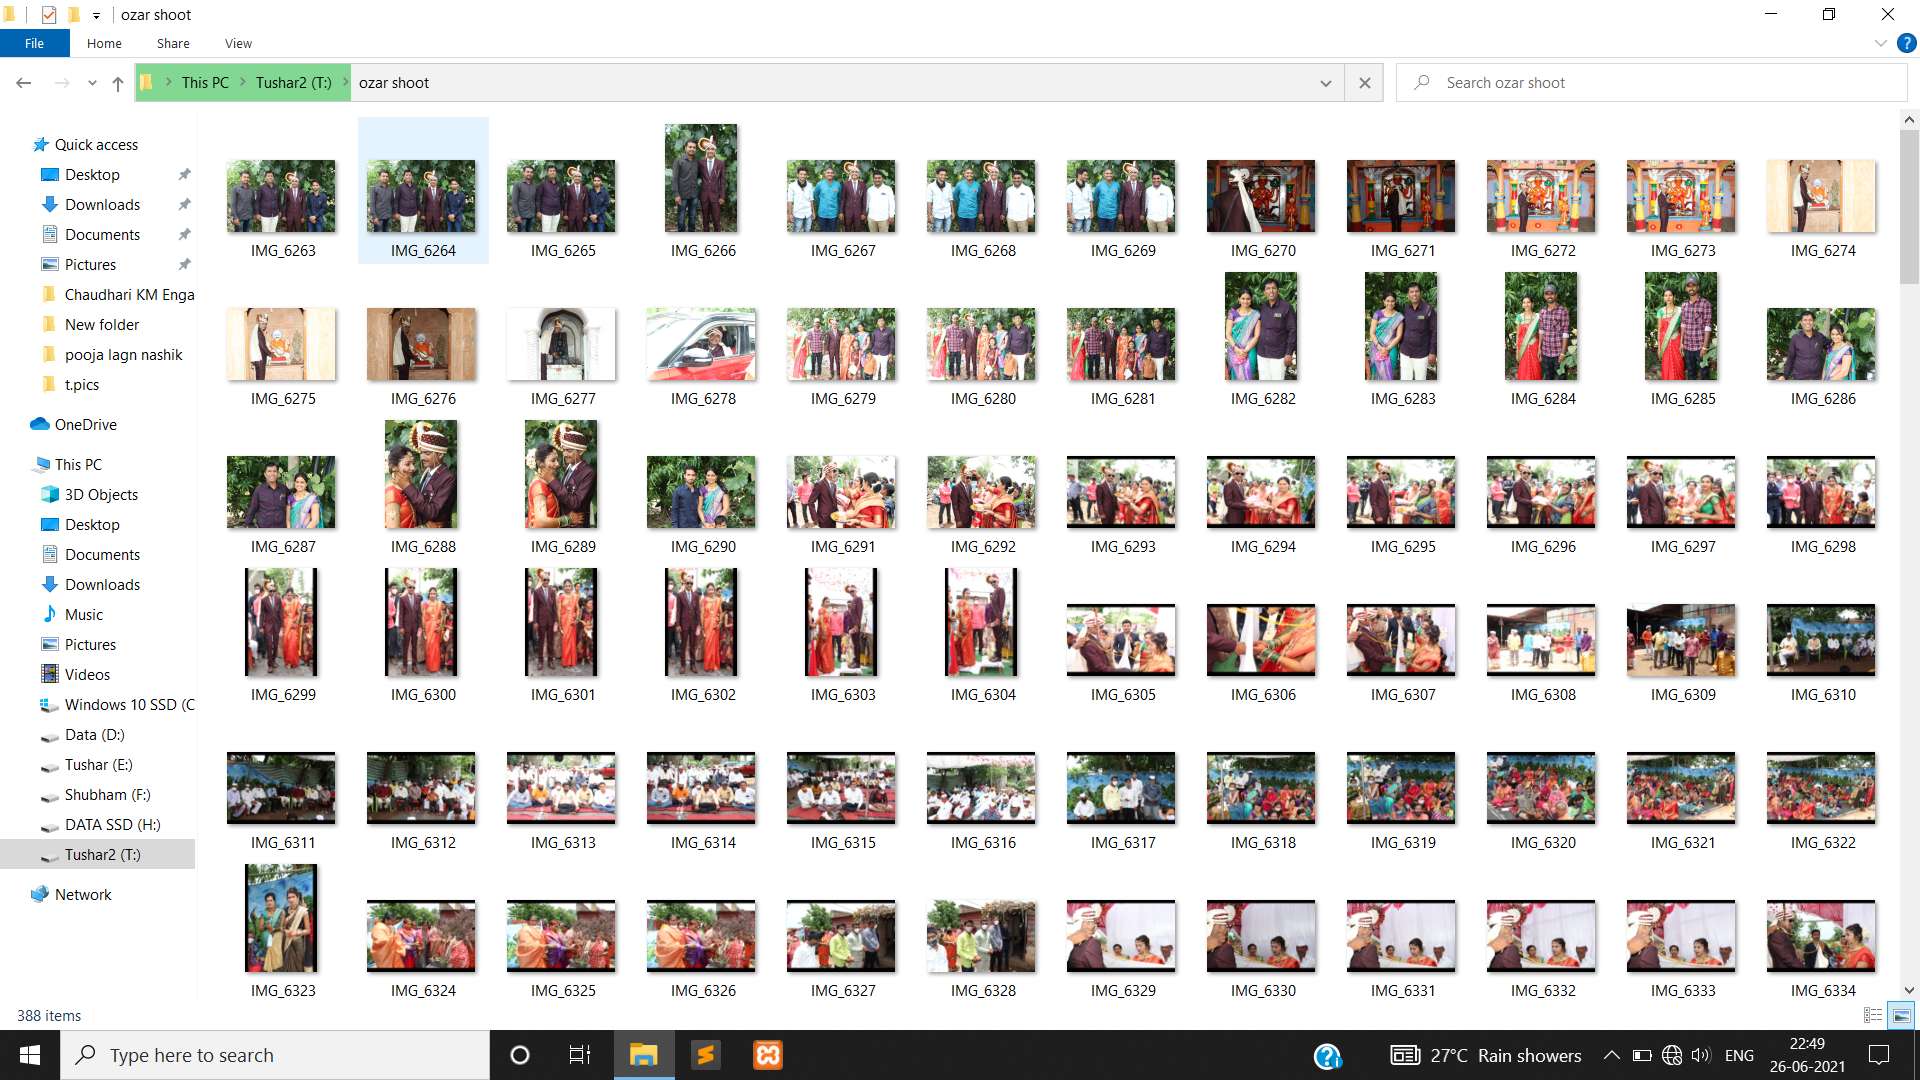 ozar shoot
File Home Share View
This PC Tushar2 (T:) ozar shoot
Search ozar shoot
Quick access
Desktop
Downloads
Documents
Pictures
Chaudhari KM Enga
New folder
pooja lagn nashik
t.pics
OneDrive
This PC
3D Objects
Desktop
Documents
Downloads
Music
Pictures
Videos
Windows 10 SSD (C
Data (D:)
Tushar (E:)
Shubham (F:)
DATA SSD (H:)
Tushar2 (T:)
Network
IMG_6263 IMG_6264 IMG_6265 IMG_6266 IMG_6267 IMG_6268 IMG_6269 IMG_6270 IMG_6271 IMG_6272 IMG_6273 IMG_6274
IMG_6275 IMG_6276 IMG_6277 IMG_6278 IMG_6279 IMG_6280 IMG_6281 IMG_6282 IMG_6283 IMG_6284 IMG_6285 IMG_6286
IMG_6287 IMG_6288 IMG_6289 IMG_6290 IMG_6291 IMG_6292 IMG_6293 IMG_6294 IMG_6295 IMG_6296 IMG_6297 IMG_6298
IMG_6299 IMG_6300 IMG_6301 IMG_6302 IMG_6303 IMG_6304 IMG_6305 IMG_6306 IMG_6307 IMG_6308 IMG_6309 IMG_6310
IMG_6311 IMG_6312 IMG_6313 IMG_6314 IMG_6315 IMG_6316 IMG_6317 IMG_6318 IMG_6319 IMG_6320 IMG_6321 IMG_6322
IMG_6323 IMG_6324 IMG_6325 IMG_6326 IMG_6327 IMG_6328 IMG_6329 IMG_6330 IMG_6331 IMG_6332 IMG_6333 IMG_6334
388 items
Type here to search
27°C Rain showers
ENG
22:49
26-06-2021